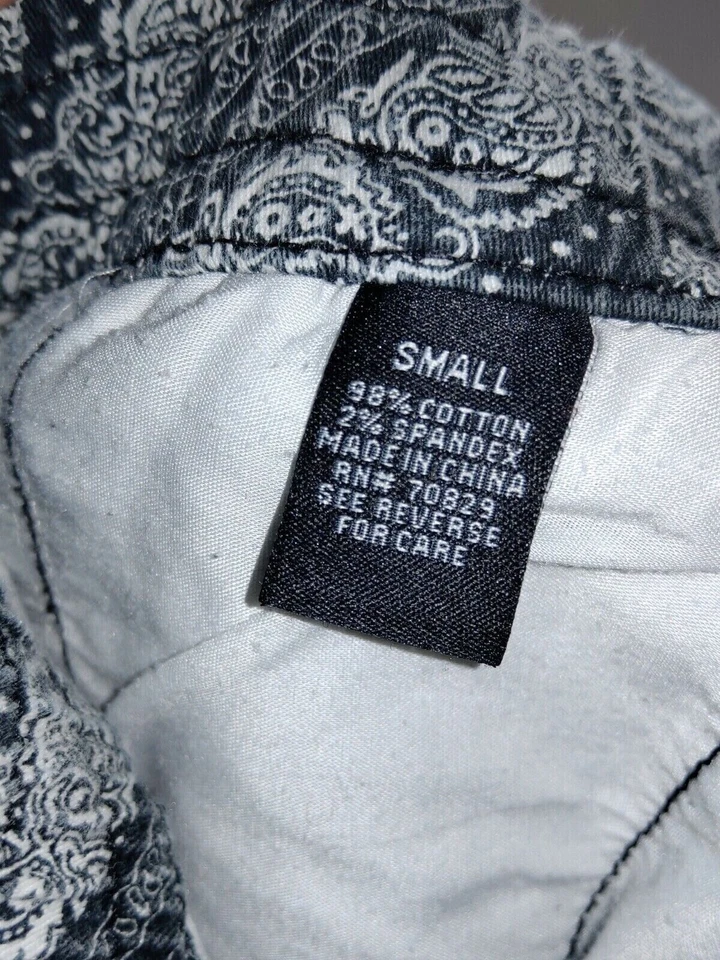 SMALL
98% COTTON
2% SPANDEX
MADE IN CHINA
RN# 70829
SEE REVERSE
FOR CARE